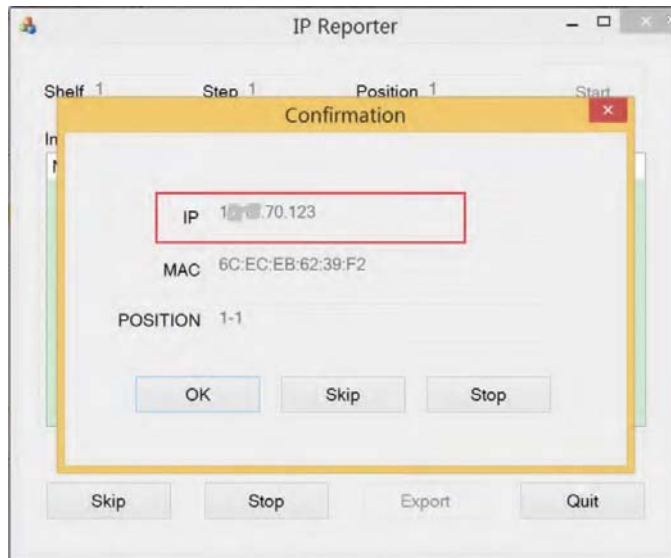 IP Reporter
Shelf 1 Step 1 Position 1 Start
Confirmation
In
IP .70.123
MAC 6C:EC:EB:62:39:F2
POSITION 1-1
OK Skip Stop
Skip Stop Export Quit